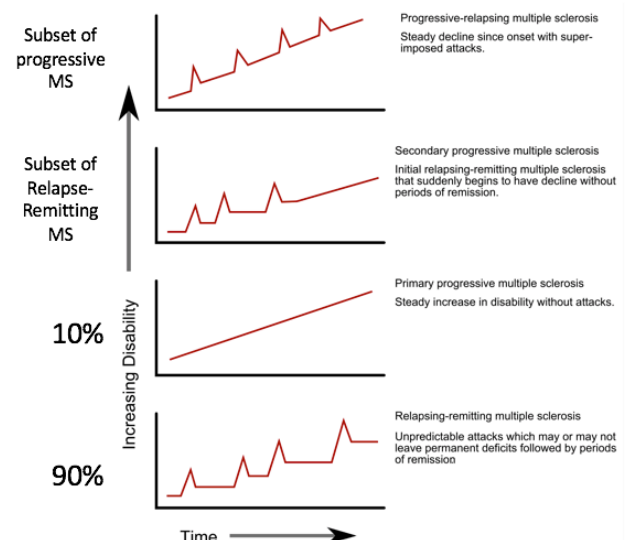 Subset of
progressive
MS
Progressive-relapsing multiple sclerosis
Steady decline since onset with super-
imposed attacks.
Subset of
Relapse-
Remitting
MS
Secondary progressive multiple sclerosis
Initial relapsing-remitting multiple sclerosis
that suddenly begins to have decline without
periods of remission.
10%
Primary progressive multiple sclerosis
Steady increase in disability without attacks.
Increasing Disability
90%
Relapsing-remitting multiple sclerosis
Unpredictable attacks which may or may not
leave permanent deficits followed by periods
of remission
Time